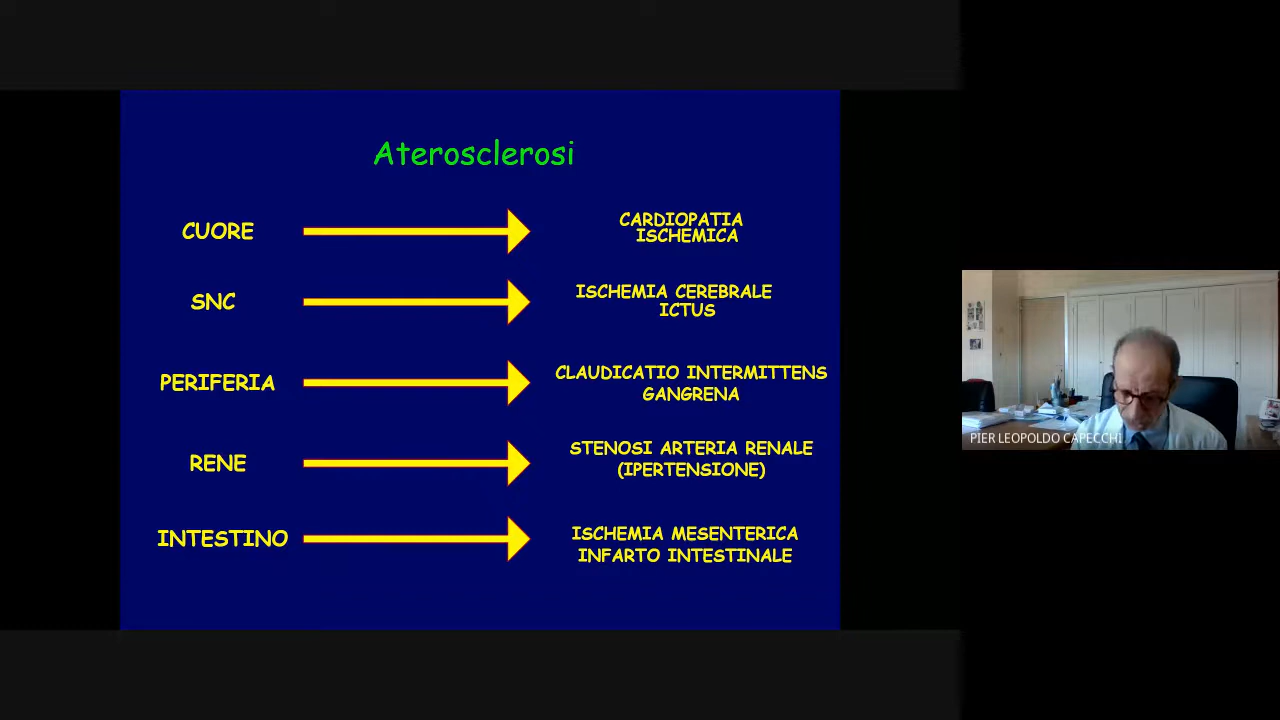 Aterosclerosi
CUORE
CARDIOPATIA
ISCHEMICA
SNC
ISCHEMIA CEREBRALE
ICTUS
PERIFERIA
CLAUDICATIO INTERMITTENS
GANGRENA
RENE
STENOSI ARTERIA RENALE
(IPERTENSIONE)
INTESTINO
ISCHEMIA MESENTERICA
INFARTO INTESTINALE
PIER LEOPOLDO CAPECCHI